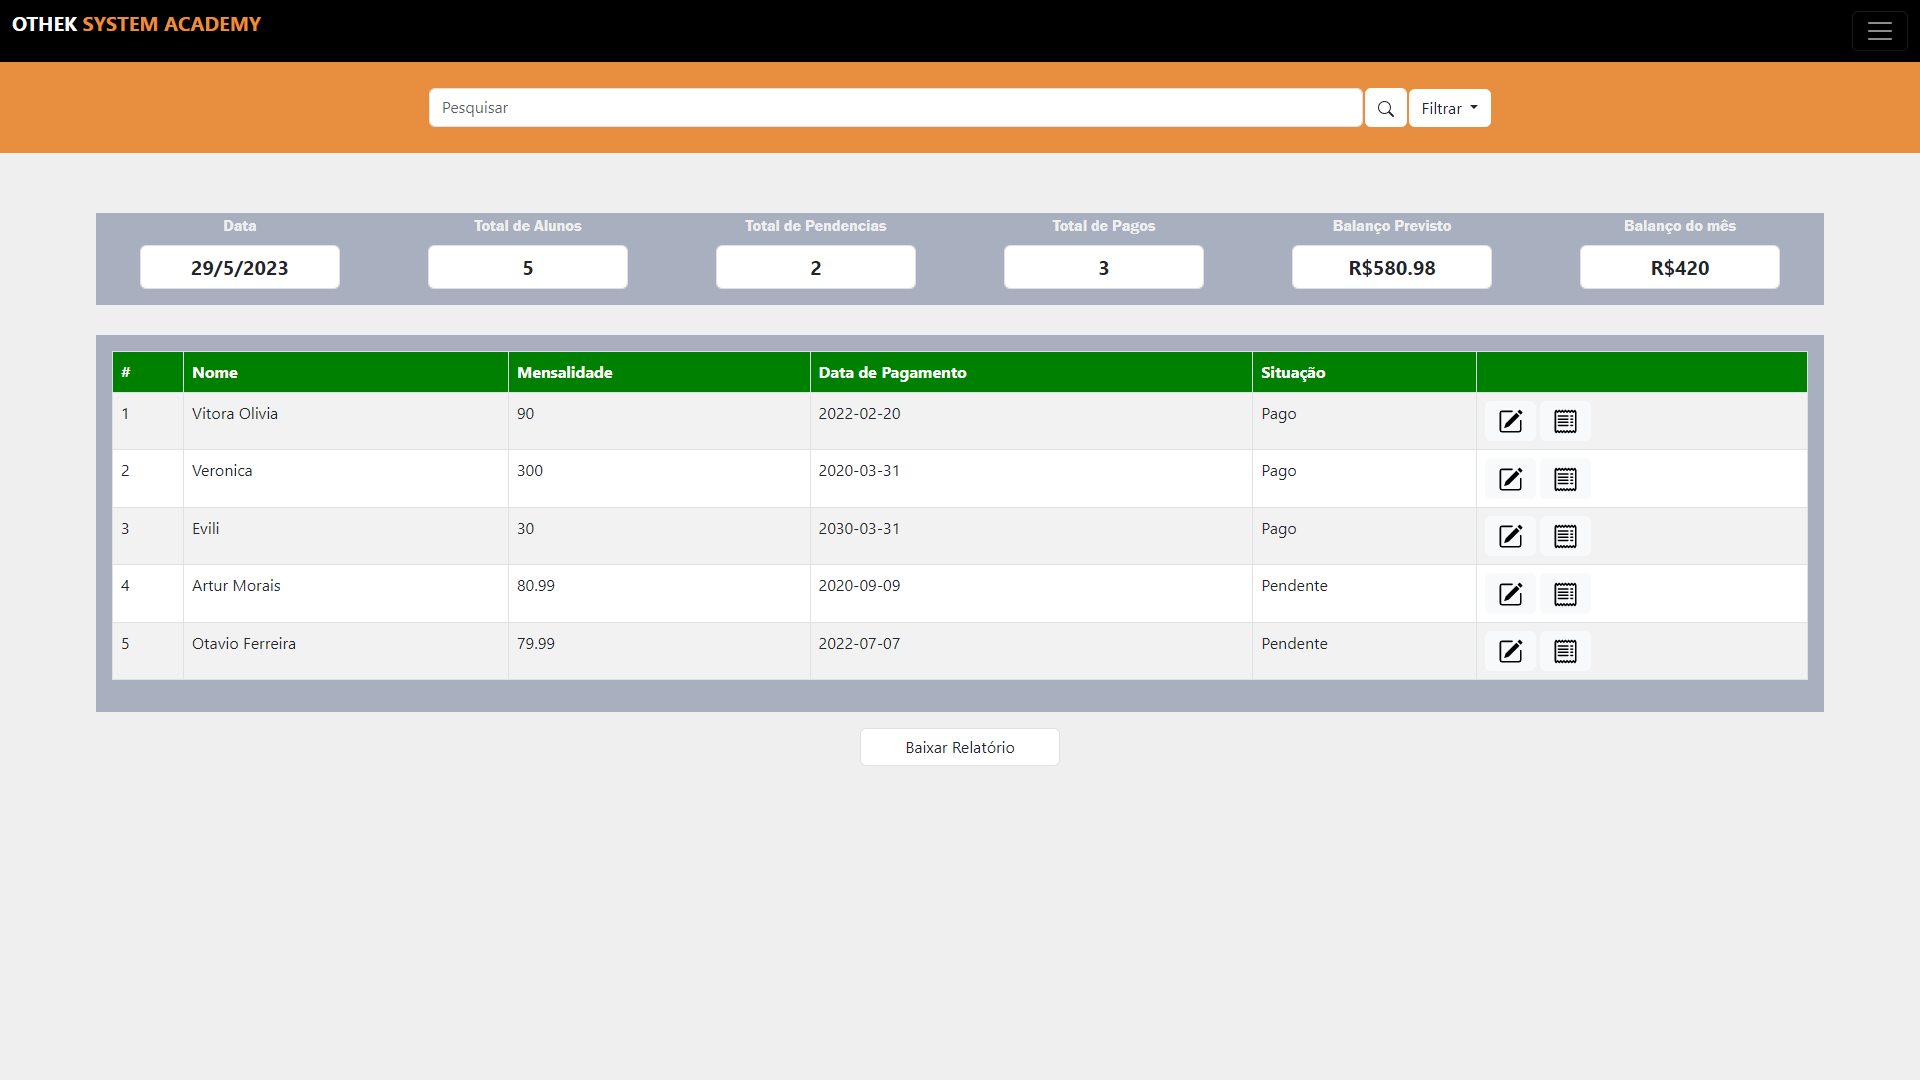 OTHEK SYSTEM ACADEMY
Pesquisar
Filtrar
Data Total de Alunos Total de Pendencias Total de Pagos Balanço Previsto Balanço do mês
29/5/2023 5 2 3 R$580.98 R$420
# Nome Mensalidade Data de Pagamento Situação
1 Vitora Olivia 90 2022-02-20 Pago
2 Veronica 300 2020-03-31 Pago
3 Evili 30 2030-03-31 Pago
4 Artur Morais 80.99 2020-09-09 Pendente
5 Otavio Ferreira 79.99 2022-07-07 Pendente
Baixar Relatório